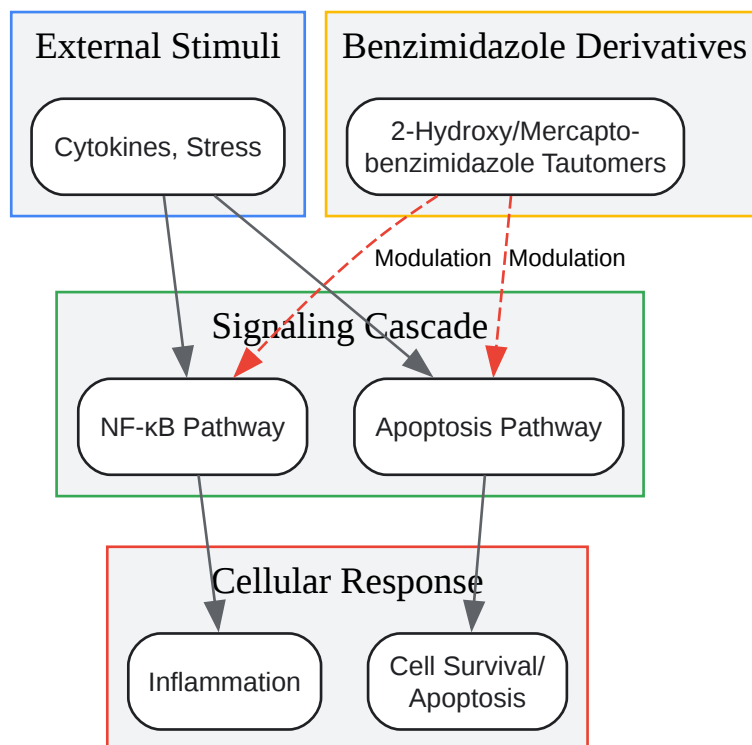 External Stimuli
Benzimidazole Derivatives
Cytokines, Stress
2-Hydroxy/Mercapto-
benzimidazole Tautomers
Modulation
Modulation
Signaling Cascade
NF-κB Pathway
Apoptosis Pathway
Cellular Response
Inflammation
Cell Survival/
Apoptosis